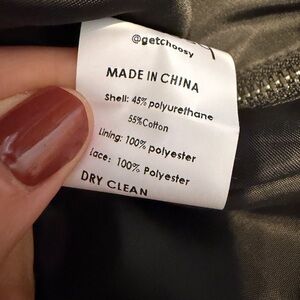 @getChoosy
MADE IN CHINA
Shell: 45% polyurethane
55% Cotton
Lining: 100% polyester
lace: 100% Polyester
DRY CLEAN